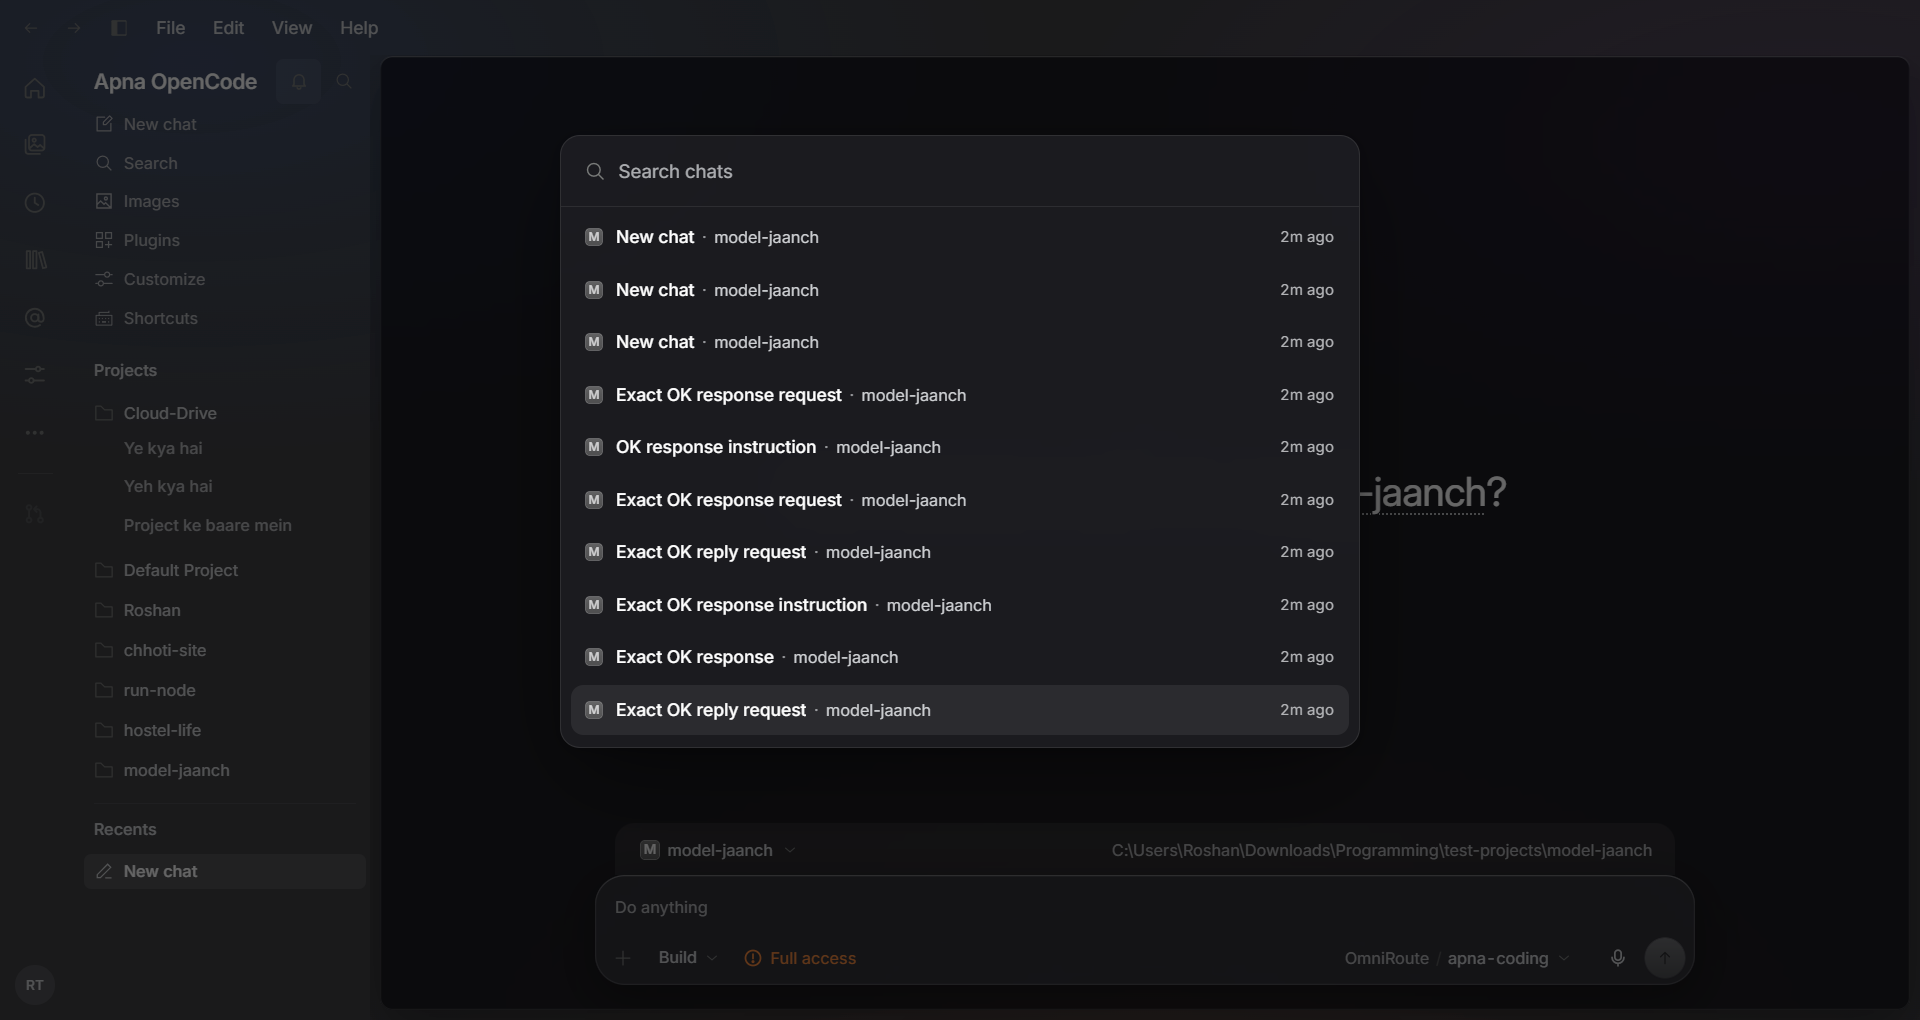 File Edit View Help
Apna OpenCode
New chat
Search
Images
Plugins
Customize
Shortcuts
Projects
Cloud-Drive
Ye kya hai
Yeh kya hai
Project ke baare mein
Default Project
Roshan
chhoti-site
run-node
hostel-life
model-jaanch
Recents
New chat
RT
Search chats
M New chat · model-jaanch 2m ago
M New chat · model-jaanch 2m ago
M New chat · model-jaanch 2m ago
M Exact OK response request · model-jaanch 2m ago
M OK response instruction · model-jaanch 2m ago
M Exact OK response request · model-jaanch 2m ago
M Exact OK reply request · model-jaanch 2m ago
M Exact OK response instruction · model-jaanch 2m ago
M Exact OK response · model-jaanch 2m ago
M Exact OK reply request · model-jaanch 2m ago
-jaanch?
M model-jaanch C:\Users\Roshan\Downloads\Programming\test-projects\model-jaanch
Do anything
Build Full access OmniRoute / apna-coding